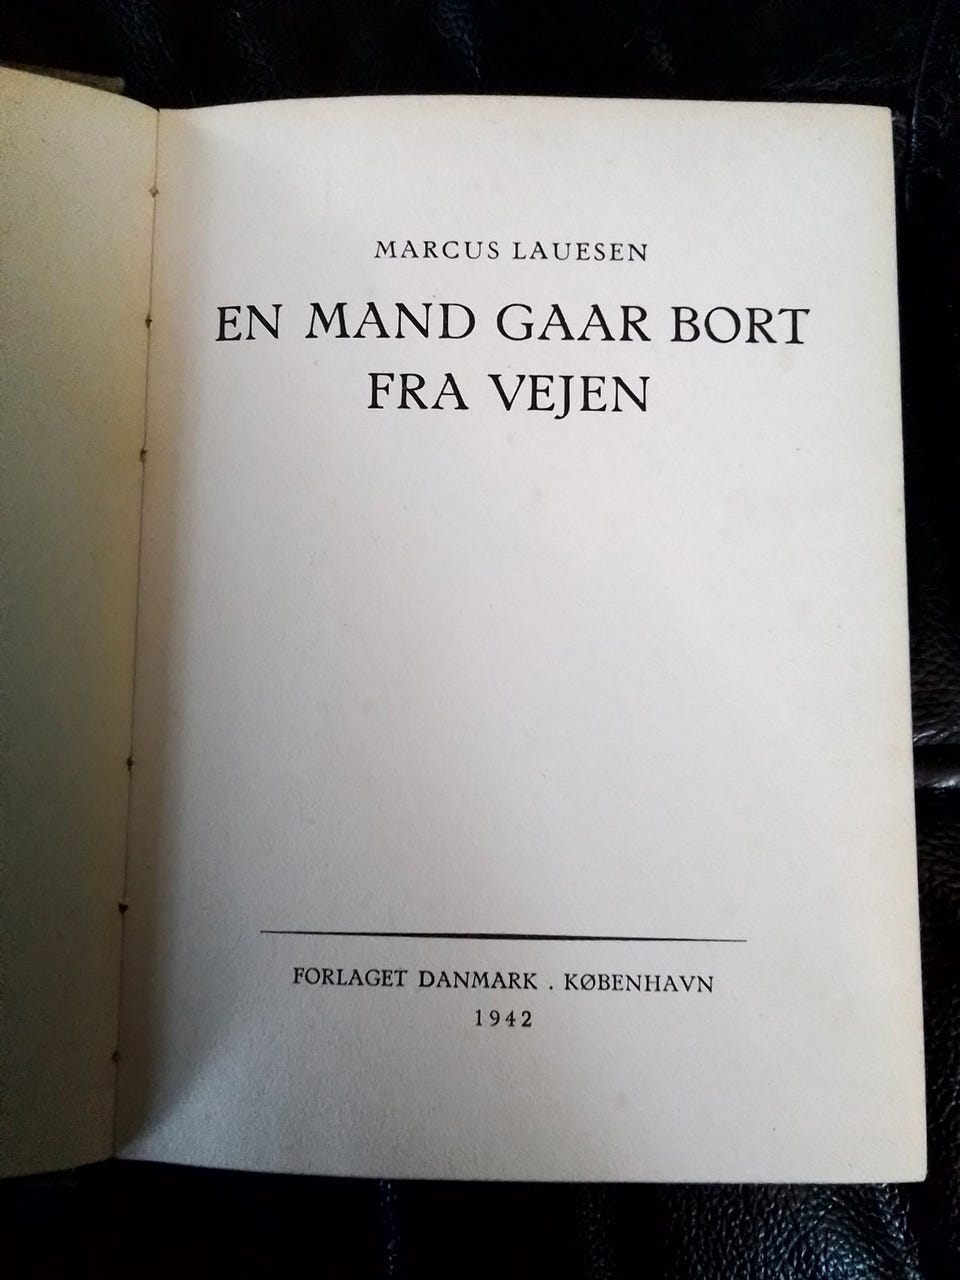 MARCUS LAUESEN
EN MAND GAAR BORT
FRA VEJEN
FORLAGET DANMARK . KØBENHAVN
1942